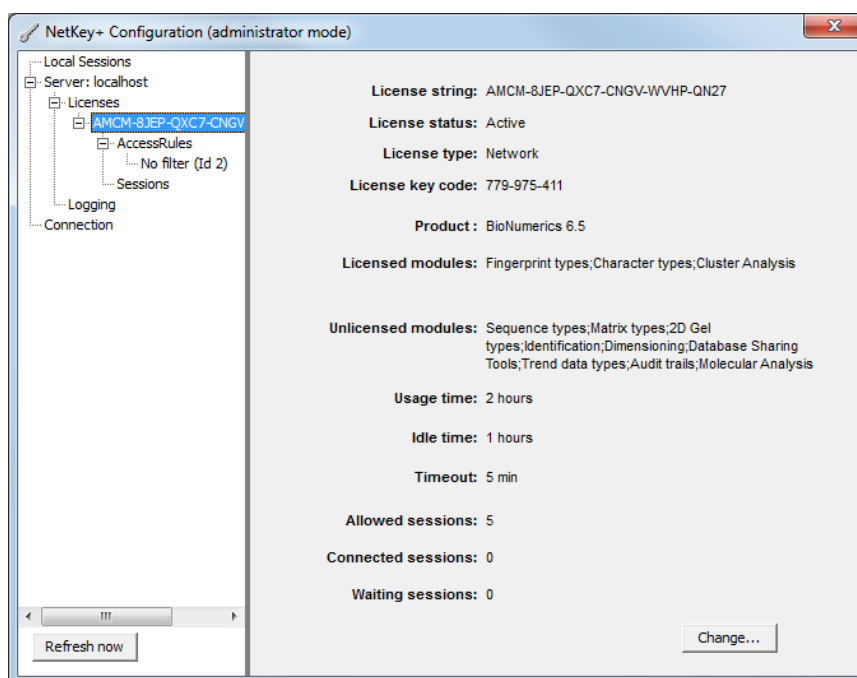 NetKey+ Configuration (administrator mode)
Local Sessions
Server: localhost
Licenses
AMCM-8JEP-QXC7-CNGV
AccessRules
No filter (Id 2)
Sessions
Logging
Connection
Refresh now
License string: AMCM-8JEP-QXC7-CNGV-WVHP-QN27
License status: Active
License type: Network
License key code: 779-975-411
Product : BioNumerics 6.5
Licensed modules: Fingerprint types;Character types;Cluster Analysis
Unlicensed modules: Sequence types;Matrix types;2D Gel
types;Identification;Dimensioning;Database Sharing
Tools;Trend data types;Audit trails;Molecular Analysis
Usage time: 2 hours
Idle time: 1 hours
Timeout: 5 min
Allowed sessions: 5
Connected sessions: 0
Waiting sessions: 0
Change...